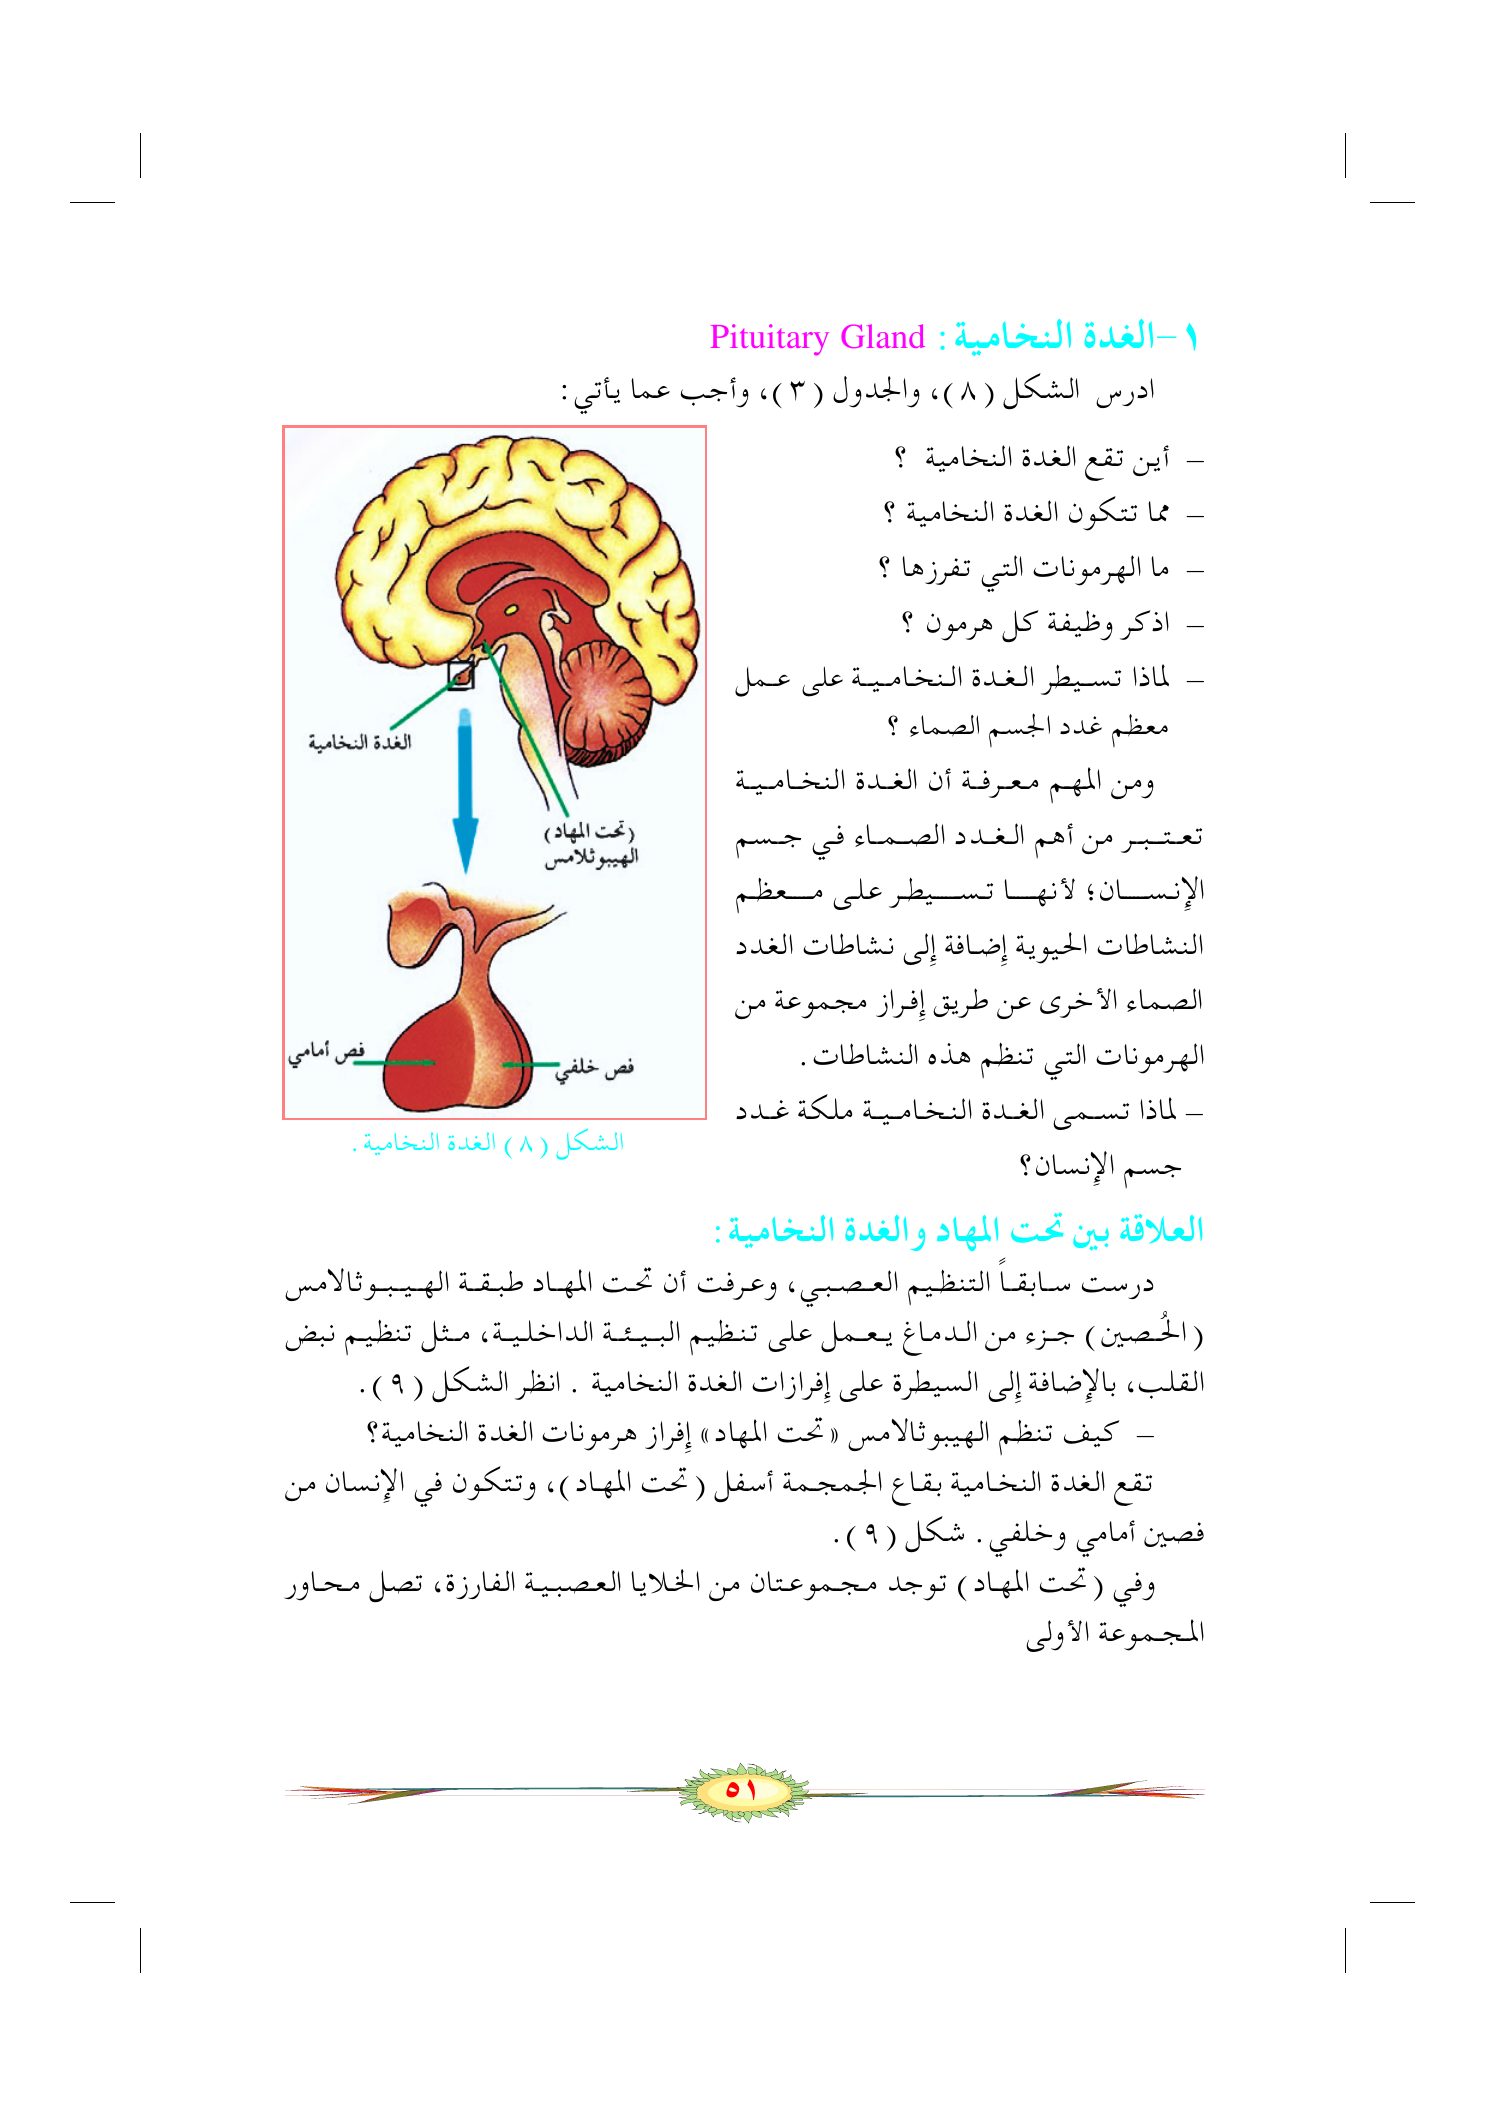 ١ – الغدة النخامية : Pituitary Gland
ادرس الشكل ( ٨ )، والجدول ( ٣ )، وأجب عما يأتي :
– أين تقع الغدة النخامية ؟
– مما تتكون الغدة النخامية ؟
– ما الهرمونات التي تفرزها ؟
– اذكر وظيفة كل هرمون ؟
– لماذا تسيطر الغدة النخامية على عمل
معظم غدد الجسم الصماء ؟
ومن المهم معرفة أن الغدة النخامية
تعتبر من أهم الغدد الصماء في جسم
الإنسان؛ لأنها تسيطر على معظم
النشاطات الحيوية إضافة إلى نشاطات الغدد
الصماء الأخرى عن طريق إفراز مجموعة من
الهرمونات التي تنظم هذه النشاطات .
– لماذا تسمى الغدة النخامية ملكة غدد
جسم الإنسان؟
الغدة النخامية
(تحت المهاد)
الهيبوثلامس
فص أمامي
فص خلفي
الشكل ( ٨ ) الغدة النخامية .
العلاقة بين تحت المهاد والغدة النخامية :
درست سابقاً التنظيم العصبي، وعرفت أن تحت المهاد طبقة الهيبوثالامس
( الحُصين ) جزء من الدماغ يعمل على تنظيم البيئة الداخلية، مثل تنظيم نبض
القلب، بالإضافة إلى السيطرة على إفرازات الغدة النخامية . انظر الشكل ( ٩ ) .
– كيف تنظم الهيبوثالامس « تحت المهاد » إفراز هرمونات الغدة النخامية؟
تقع الغدة النخامية بقاع الجمجمة أسفل ( تحت المهاد )، وتتكون في الإنسان من
فصين أمامي وخلفي . شكل ( ٩ ) .
وفي ( تحت المهاد ) توجد مجموعتان من الخلايا العصبية الفارزة، تصل محاور
المجموعة الأولى
٥١